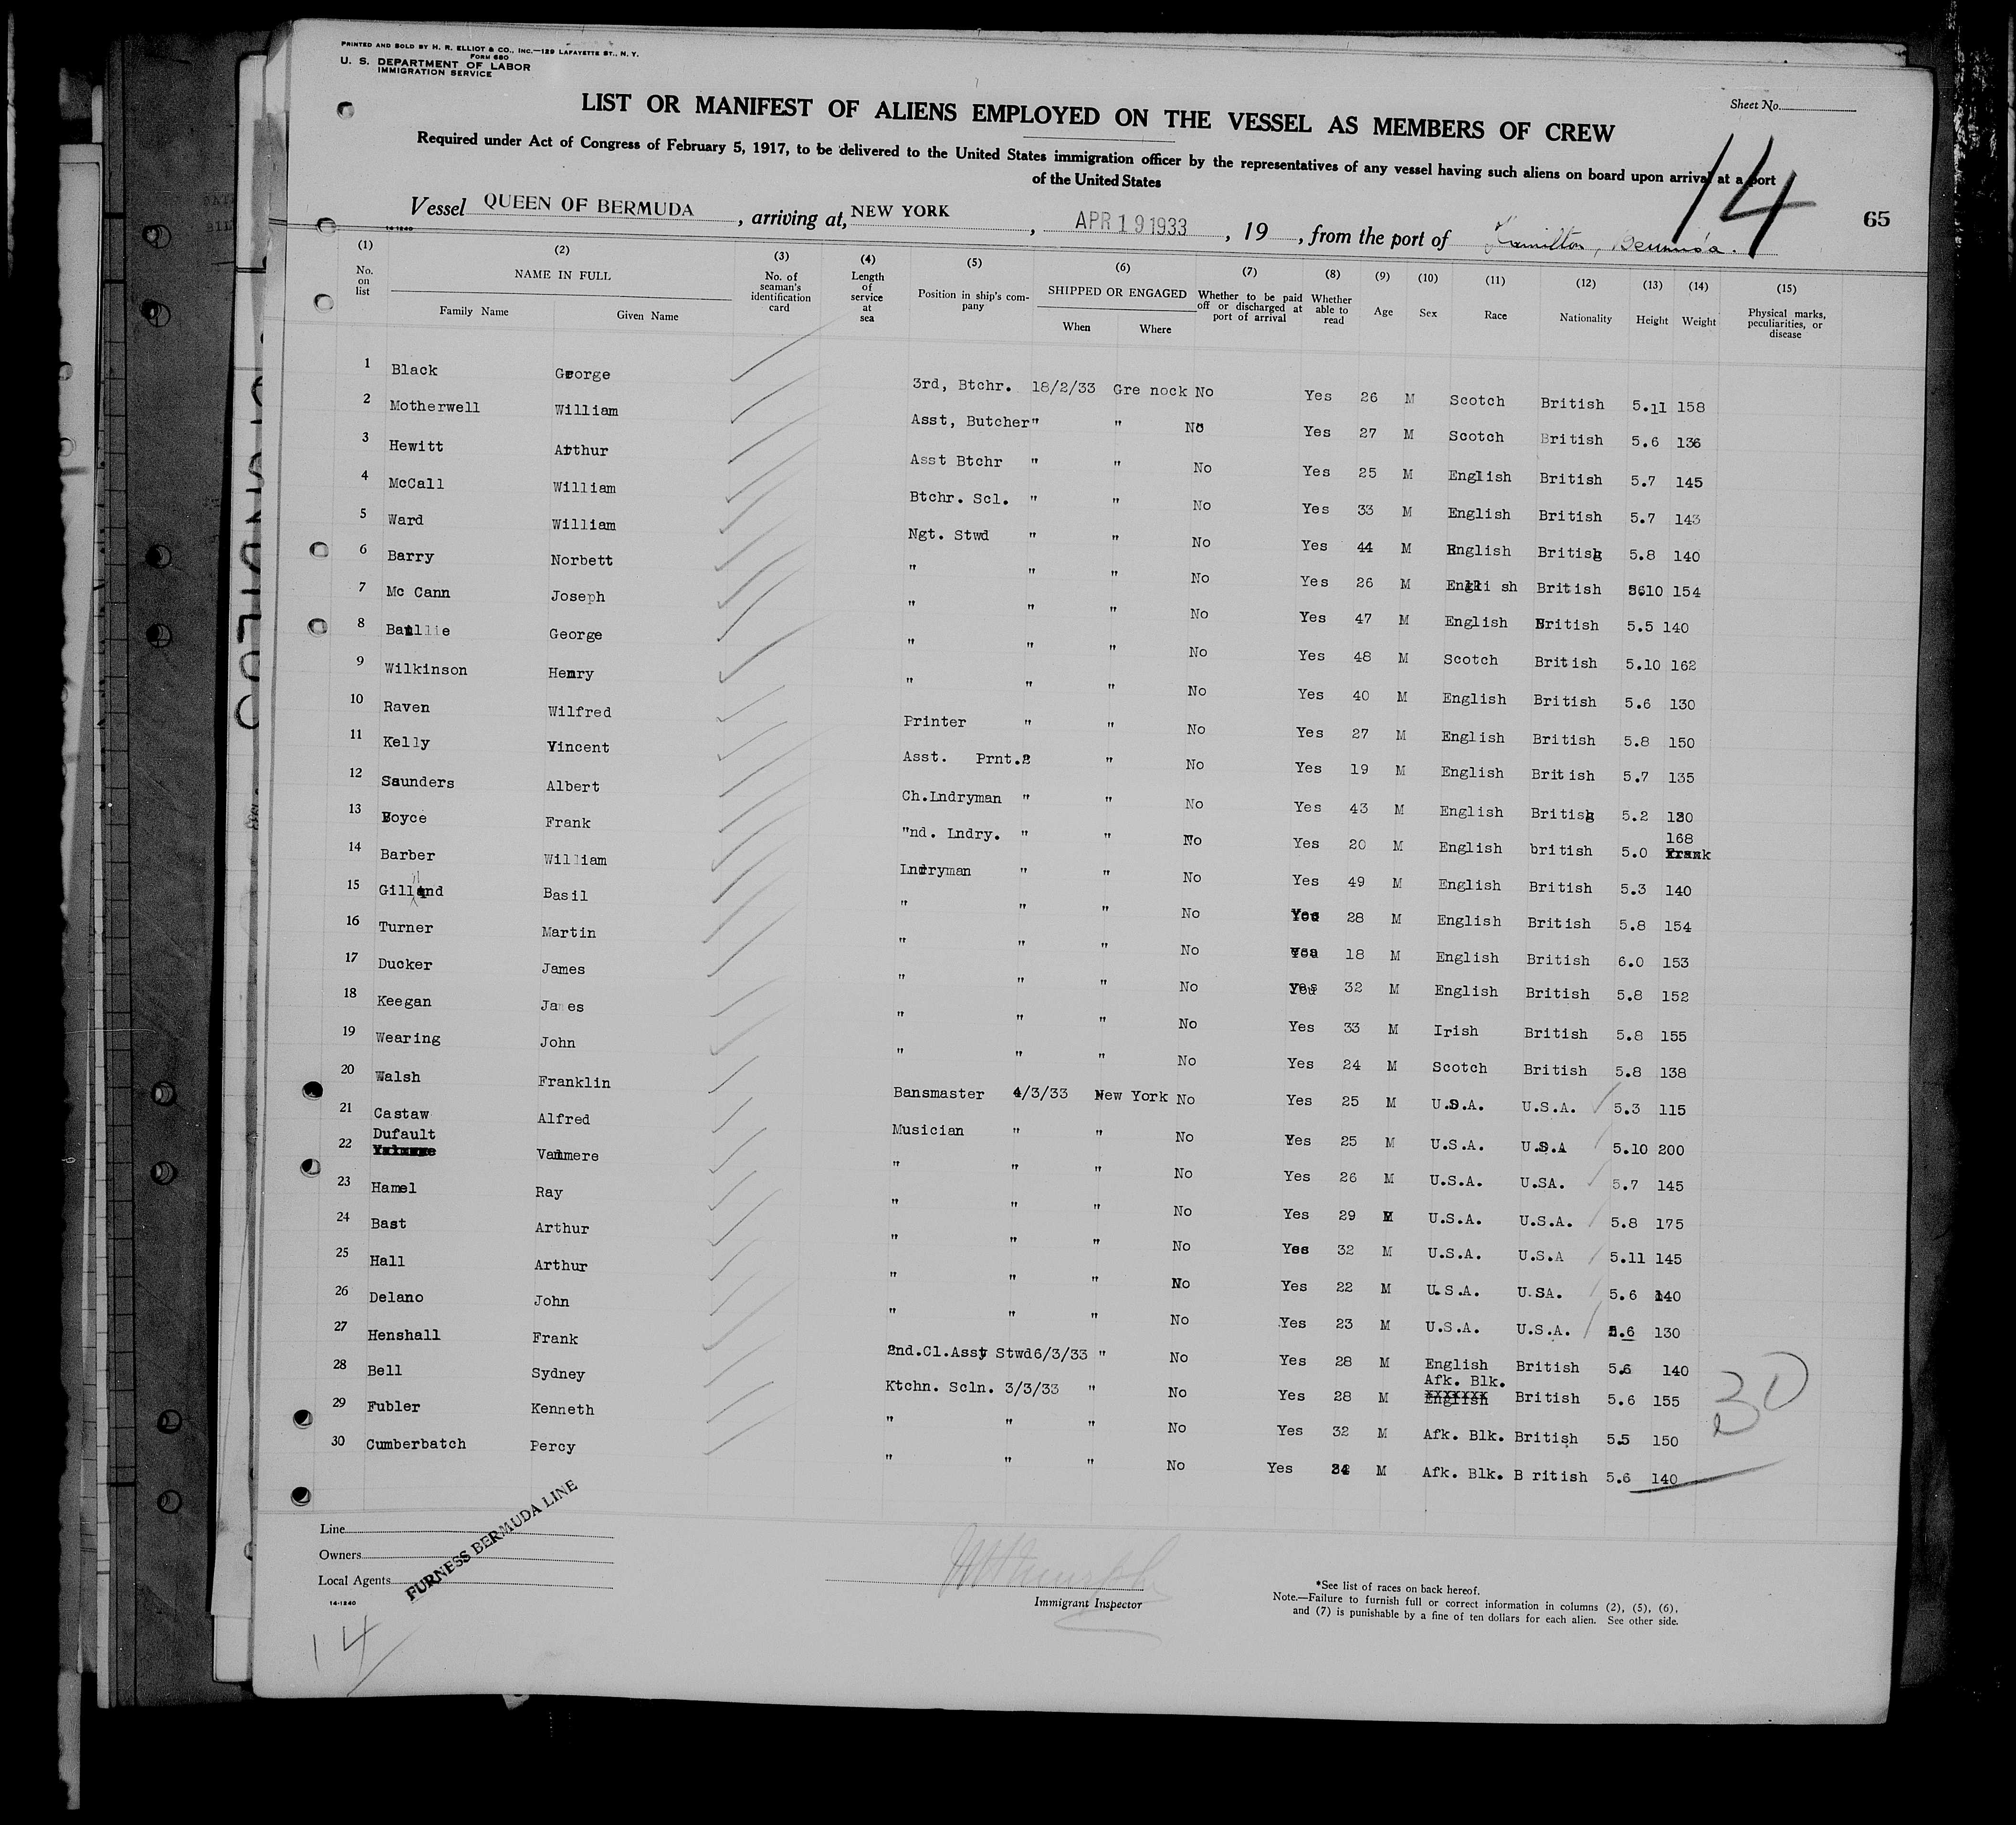 PRINTED AND SOLD BY H. R. ELLIOT & CO., INC.—129 LAFAYETTE ST., N. Y.
FORM 680
U. S. DEPARTMENT OF LABOR
IMMIGRATION SERVICE
Sheet No.
LIST OR MANIFEST OF ALIENS EMPLOYED ON THE VESSEL AS MEMBERS OF CREW
Required under Act of Congress of February 5, 1917, to be delivered to the United States immigration officer by the representatives of any vessel having such aliens on board upon arrival at a port
of the United States
14
65
Vessel QUEEN OF BERMUDA, arriving at, NEW YORK, APR 19 1933, 19 , from the port of Hamilton, Bermuda.
14-1240
(1) (2) (3) (4) (5) (6) (7) (8) (9) (10) (11) (12) (13) (14) (15)
No. on list NAME IN FULL Family Name Given Name No. of seaman's identification card Length of service at sea Position in ship's company SHIPPED OR ENGAGED When Where Whether to be paid off or discharged at port of arrival Whether able to read Age Sex Race Nationality Height Weight Physical marks, peculiarities, or disease
1 Black George 3rd, Btchr. 18/2/33 Gre nock No Yes 26 M Scotch British 5.11 158
2 Motherwell William Asst, Butcher " " No Yes 27 M Scotch British 5.6 136
3 Hewitt Arthur Asst Btchr " " No Yes 25 M English British 5.7 145
4 McCall William Btchr. Scl. " " No Yes 33 M English British 5.7 143
5 Ward William Ngt. Stwd " " No Yes 44 M English British 5.8 140
6 Barry Norbett " " " No Yes 26 M Engli sh British 5.10 154
7 Mc Cann Joseph " " " No Yes 47 M English British 5.5 140
8 Baillie George " " " No Yes 48 M Scotch British 5.10 162
9 Wilkinson Henry " " " No Yes 40 M English British 5.6 130
10 Raven Wilfred Printer " " No Yes 27 M English British 5.8 150
11 Kelly Vincent Asst. Prnt. " " No Yes 19 M English British 5.7 135
12 Saunders Albert Ch.Lndryman " " No Yes 43 M English British 5.2 130
13 Boyce Frank "nd. Lndry. " " No Yes 20 M English british 5.0 168
14 Barber William Lndryman " " No Yes 49 M English British 5.3 140
15 Gilland Basil " " " No Yes 28 M English British 5.8 154
16 Turner Martin " " " No Yes 18 M English British 6.0 153
17 Ducker James " " " No Yes 32 M English British 5.8 152
18 Keegan James " " " No Yes 33 M Irish British 5.8 155
19 Wearing John " " " No Yes 24 M Scotch British 5.8 138
20 Walsh Franklin Bansmaster 4/3/33 New York No Yes 25 M U.S.A. U.S.A. 5.3 115
21 Castaw Alfred Musician " " No Yes 25 M U.S.A. U.S.A 5.10 200
22 Dufault Vanmere " " " No Yes 26 M U.S.A. U.SA. 5.7 145
23 Hamel Ray " " " No Yes 29 M U.S.A. U.S.A. 5.8 175
24 Bast Arthur " " " No Yes 32 M U.S.A. U.S.A 5.11 145
25 Hall Arthur " " " No Yes 22 M U.S.A. U.SA. 5.6 140
26 Delano John " " " No Yes 23 M U.S.A. U.S.A. 5.6 130
27 Henshall Frank 2nd.Cl.Asst Stwd 6/3/33 " No Yes 28 M English British 5.6 140
28 Bell Sydney Ktchn. Scln. 3/3/33 " No Yes 28 M Afk. Blk. English British 5.6 155
29 Fubler Kenneth " " " No Yes 32 M Afk. Blk. British 5.5 150
30 Cumberbatch Percy " " " No Yes 34 M Afk. Blk. B ritish 5.6 140
30
Line
Owners
Local Agents
FURNESS BERMUDA LINE
14-1240
Immigrant Inspector
*See list of races on back hereof.
Note.—Failure to furnish full or correct information in columns (2), (5), (6),
and (7) is punishable by a fine of ten dollars for each alien. See other side.
14